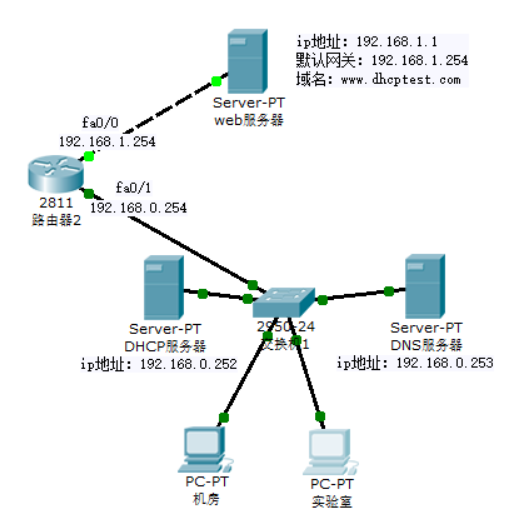 ip地址：192.168.1.1
默认网关：192.168.1.254
域名：www.dhcptest.com
Server-PT
web服务器
fa0/0
192.168.1.254
fa0/1
192.168.0.254
2811
路由器2
Server-PT
DHCP服务器
ip地址：192.168.0.252
2950-24
交换机1
Server-PT
DNS服务器
ip地址：192.168.0.253
PC-PT
机房
PC-PT
实验室